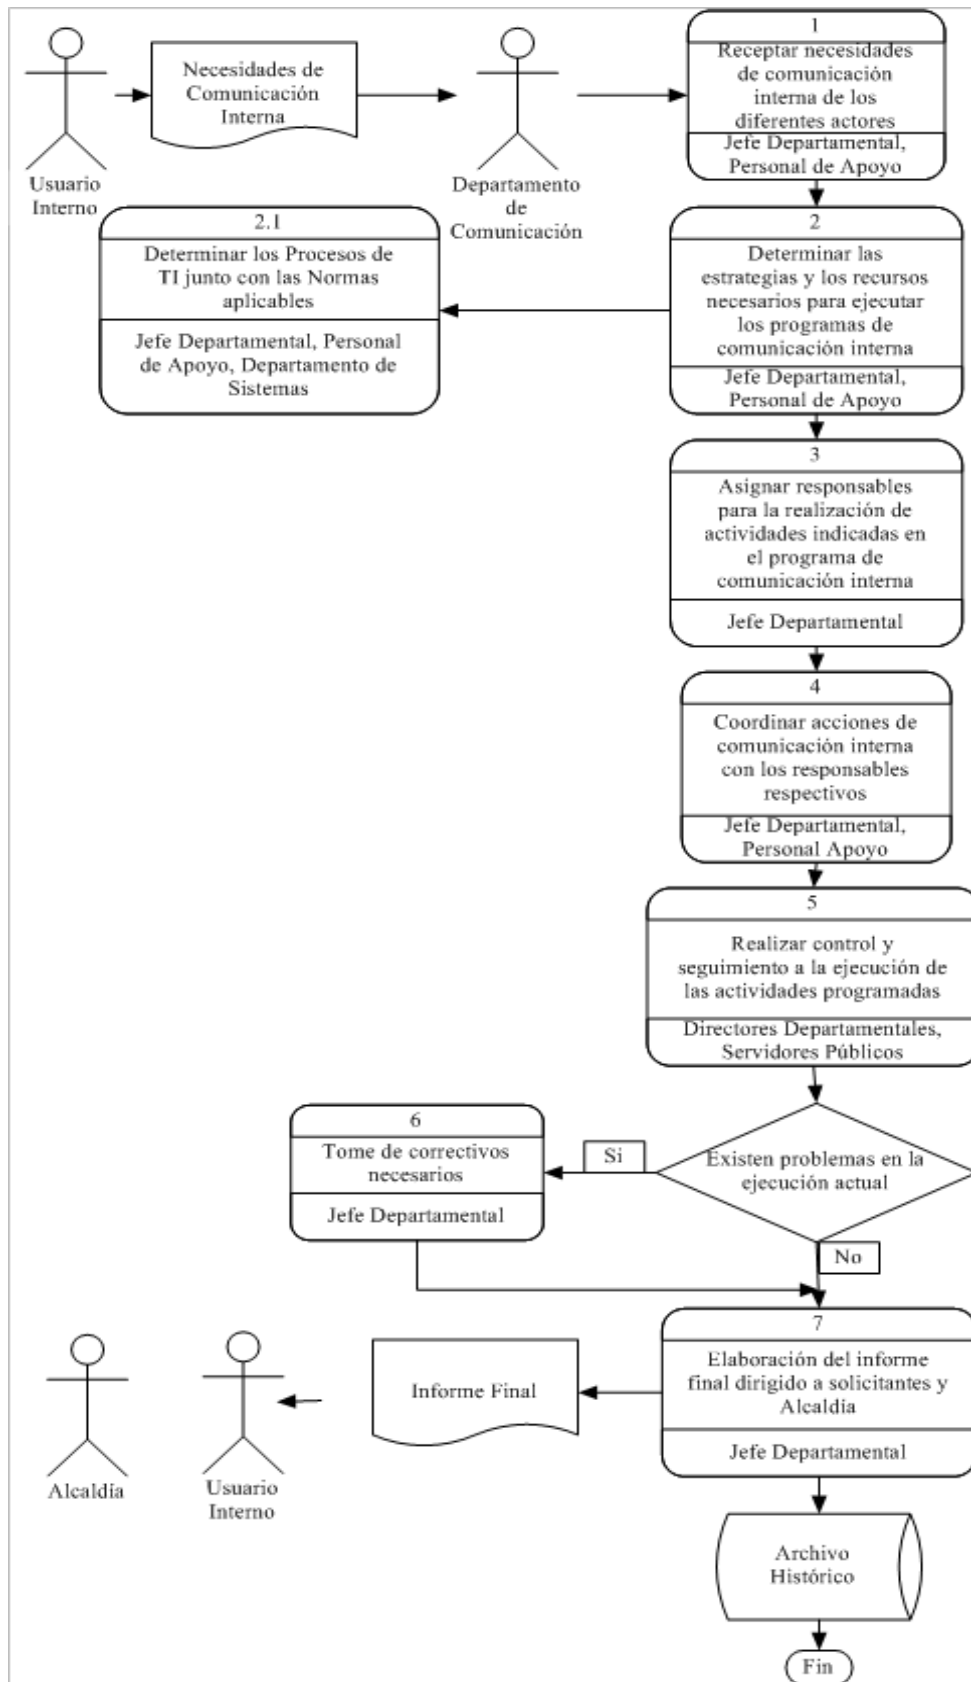 Necesidades de
Comunicación
Interna
Usuario
Interno
Departamento
de
Comunicación
1
Receptar necesidades
de comunicación
interna de los
diferentes actores
Jefe Departamental,
Personal de Apoyo
2.1
Determinar los Procesos de
TI junto con las Normas
aplicables
Jefe Departamental, Personal
de Apoyo, Departamento de
Sistemas
2
Determinar las
estrategias y los recursos
necesarios para ejecutar
los programas de
comunicación interna
Jefe Departamental,
Personal de Apoyo
3
Asignar responsables
para la realización de
actividades indicadas en
el programa de
comunicación interna
Jefe Departamental
4
Coordinar acciones de
comunicación interna
con los responsables
respectivos
Jefe Departamental,
Personal Apoyo
5
Realizar control y
seguimiento a la ejecución de
las actividades programadas
Directores Departamentales,
Servidores Públicos
Existen problemas en la
ejecución actual
Si
No
6
Tome de correctivos
necesarios
Jefe Departamental
7
Elaboración del informe
final dirigido a solicitantes y
Alcaldía
Jefe Departamental
Informe Final
Usuario
Interno
Alcaldía
Archivo
Histórico
Fin